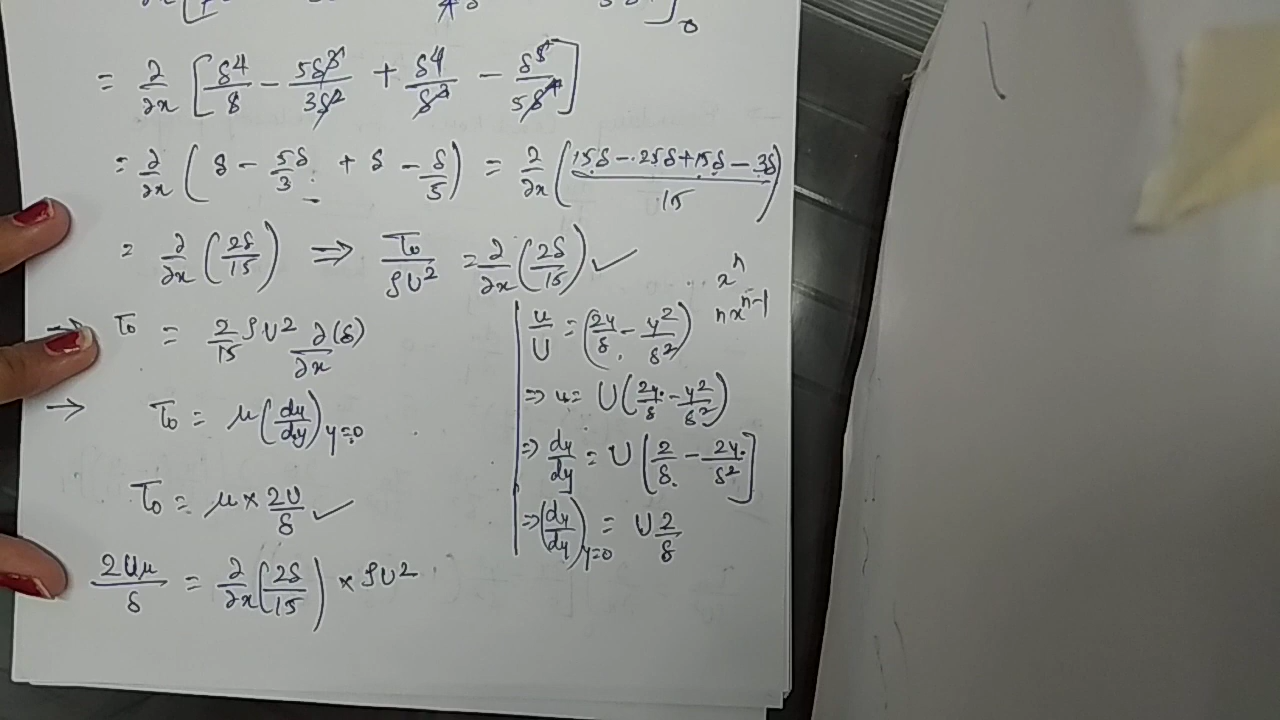 = ∂/∂x [δ⁴/δ - 5δ³/3δ² + δ⁴/δ³ - δ⁵/5δ⁴]
= ∂/∂x (δ - 5δ/3 + δ - δ/5) = ∂/∂x (15δ - 25δ + 15δ - 3δ / 15)
= ∂/∂x (2δ/15) ⇒ τ₀/ρU² = ∂/∂x (2δ/15) ✓
→ τ₀ = 2/15 ρU² ∂(δ)/∂x
→ τ₀ = μ (du/dy)y=0
τ₀ = μ × 2U/δ ✓
2Uμ/δ = ∂/∂x (2δ/15) × ρU²
xⁿ
nxⁿ⁻¹
u/U = (2y/δ - y²/δ²)
⇒ u = U (2y/δ - y²/δ²)
⇒ du/dy = U [2/δ - 2y/δ²]
⇒ (du/dy)y=0 = U 2/δ